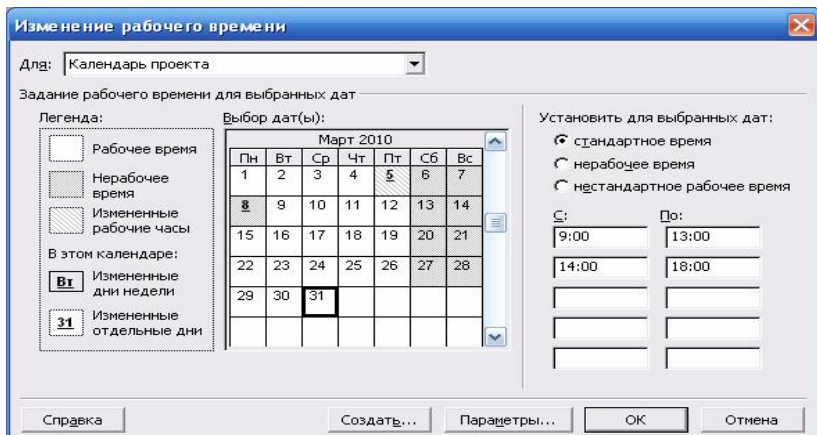 Изменение рабочего времени
Для: Календарь проекта
Задание рабочего времени для выбранных дат
Легенда:
Рабочее время
Нерабочее
время
Измененные
рабочие часы
В этом календаре:
Вт Измененные
дни недели
31 Измененные
отдельные дни
Выбор дат(ы):
Март 2010
Пн Вт Ср Чт Пт Сб Вс
1 2 3 4 5 6 7
8 9 10 11 12 13 14
15 16 17 18 19 20 21
22 23 24 25 26 27 28
29 30 31
Установить для выбранных дат:
стандартное время
нерабочее время
нестандартное рабочее время
С: По:
9:00 13:00
14:00 18:00
Справка Создать... Параметры... ОК Отмена